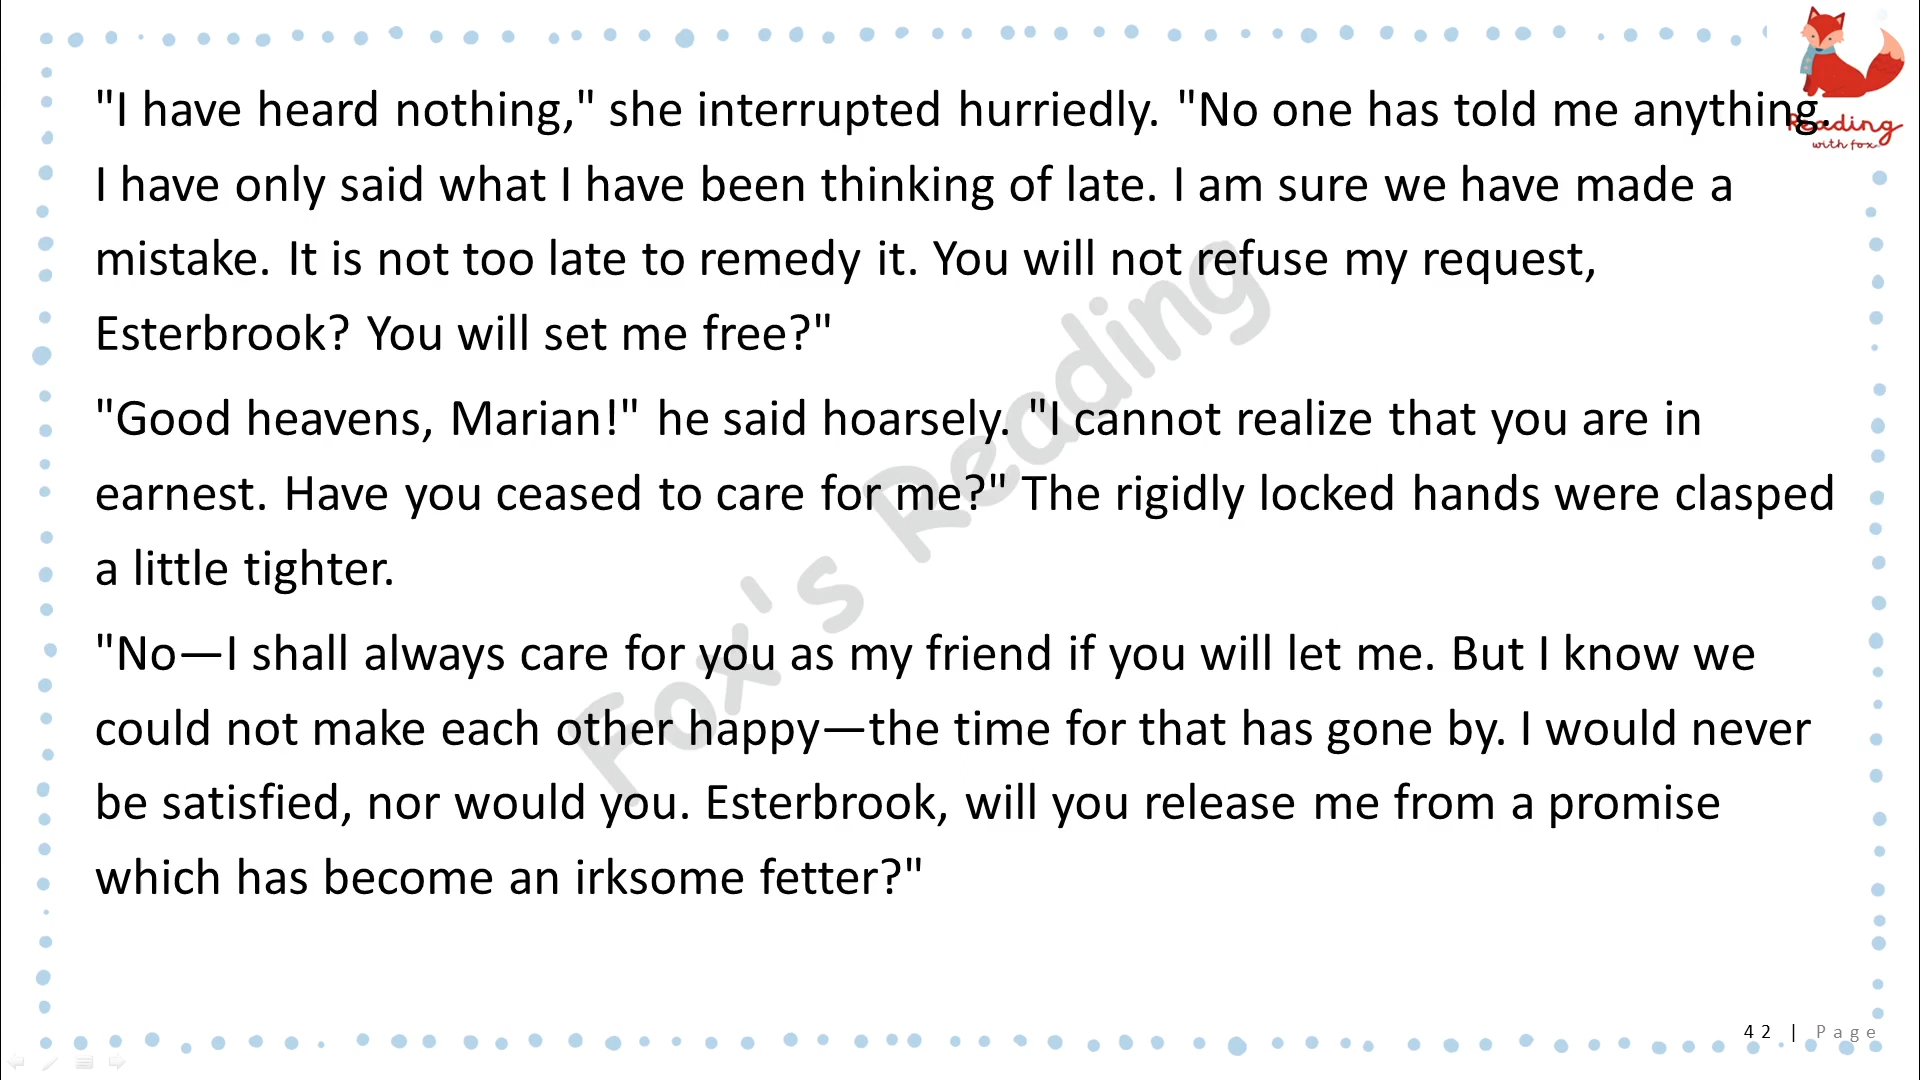 "I have heard nothing," she interrupted hurriedly. "No one has told me anything.
I have only said what I have been thinking of late. I am sure we have made a
mistake. It is not too late to remedy it. You will not refuse my request,
Esterbrook? You will set me free?"
"Good heavens, Marian!" he said hoarsely. "I cannot realize that you are in
earnest. Have you ceased to care for me?" The rigidly locked hands were clasped
a little tighter.
"No—I shall always care for you as my friend if you will let me. But I know we
could not make each other happy—the time for that has gone by. I would never
be satisfied, nor would you. Esterbrook, will you release me from a promise
which has become an irksome fetter?"
Reading
with fox
Fox's Reading
42 | Page